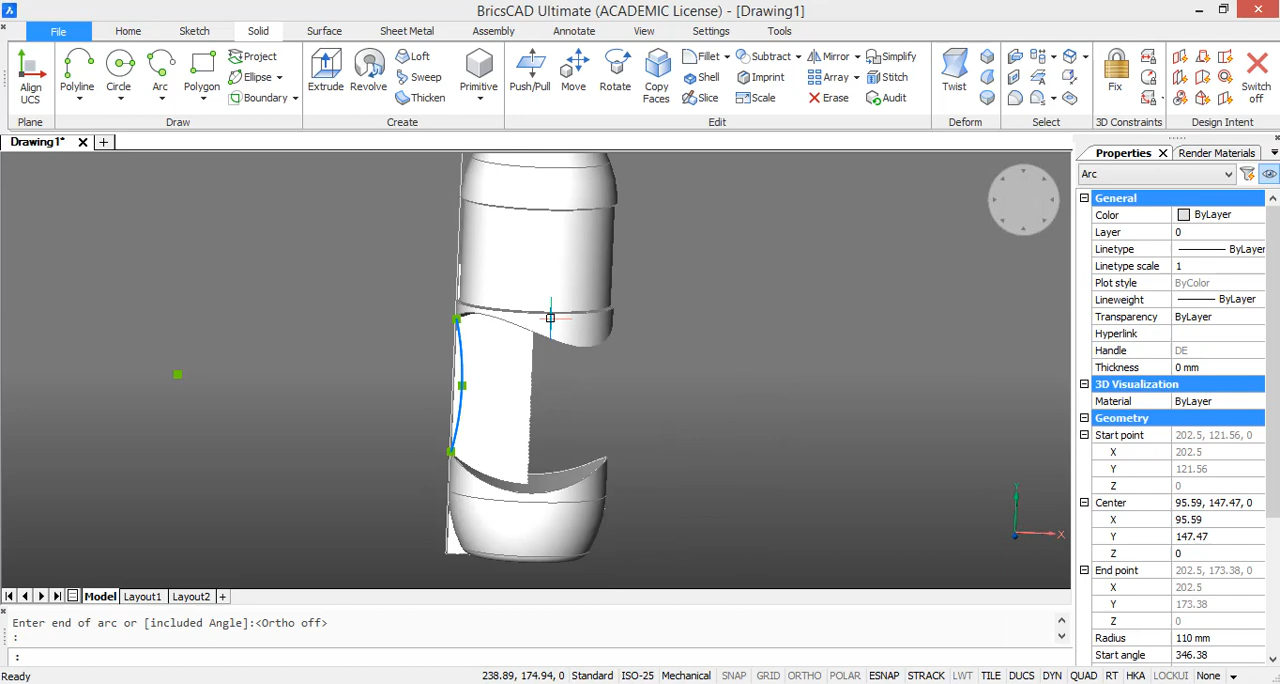 BricsCAD Ultimate (ACADEMIC License) - [Drawing1]
File Home Sketch Solid Surface Sheet Metal Assembly Annotate View Settings Tools
Align UCS
Plane
Polyline Circle Arc Polygon
Project
Ellipse
Boundary
Draw
Extrude Revolve
Loft
Sweep
Thicken
Create
Primitive
Push/Pull Move Rotate Copy Faces
Fillet Subtract Mirror Simplify
Shell Imprint Array Stitch
Slice Scale Erase Audit
Edit
Twist
Deform
Select
Fix
3D Constraints
Switch off
Design Intent
Drawing1*
Properties Render Materials
Arc
General
Color ByLayer
Layer 0
Linetype ByLayer
Linetype scale 1
Plot style ByColor
Lineweight ByLayer
Transparency ByLayer
Hyperlink
Handle DE
Thickness 0 mm
3D Visualization
Material ByLayer
Geometry
Start point 202.5, 121.56, 0
X 202.5
Y 121.56
Z 0
Center 95.59, 147.47, 0
X 95.59
Y 147.47
Z 0
End point 202.5, 173.38, 0
X 202.5
Y 173.38
Z 0
Radius 110 mm
Start angle 346.38
Y
X
Model Layout1 Layout2
Enter end of arc or [included Angle]:<Ortho off>
:
:
Ready 238.89, 174.94, 0 Standard ISO-25 Mechanical SNAP GRID ORTHO POLAR ESNAP STRACK LWT TILE DUCS DYN QUAD RT HKA LOCKUI None